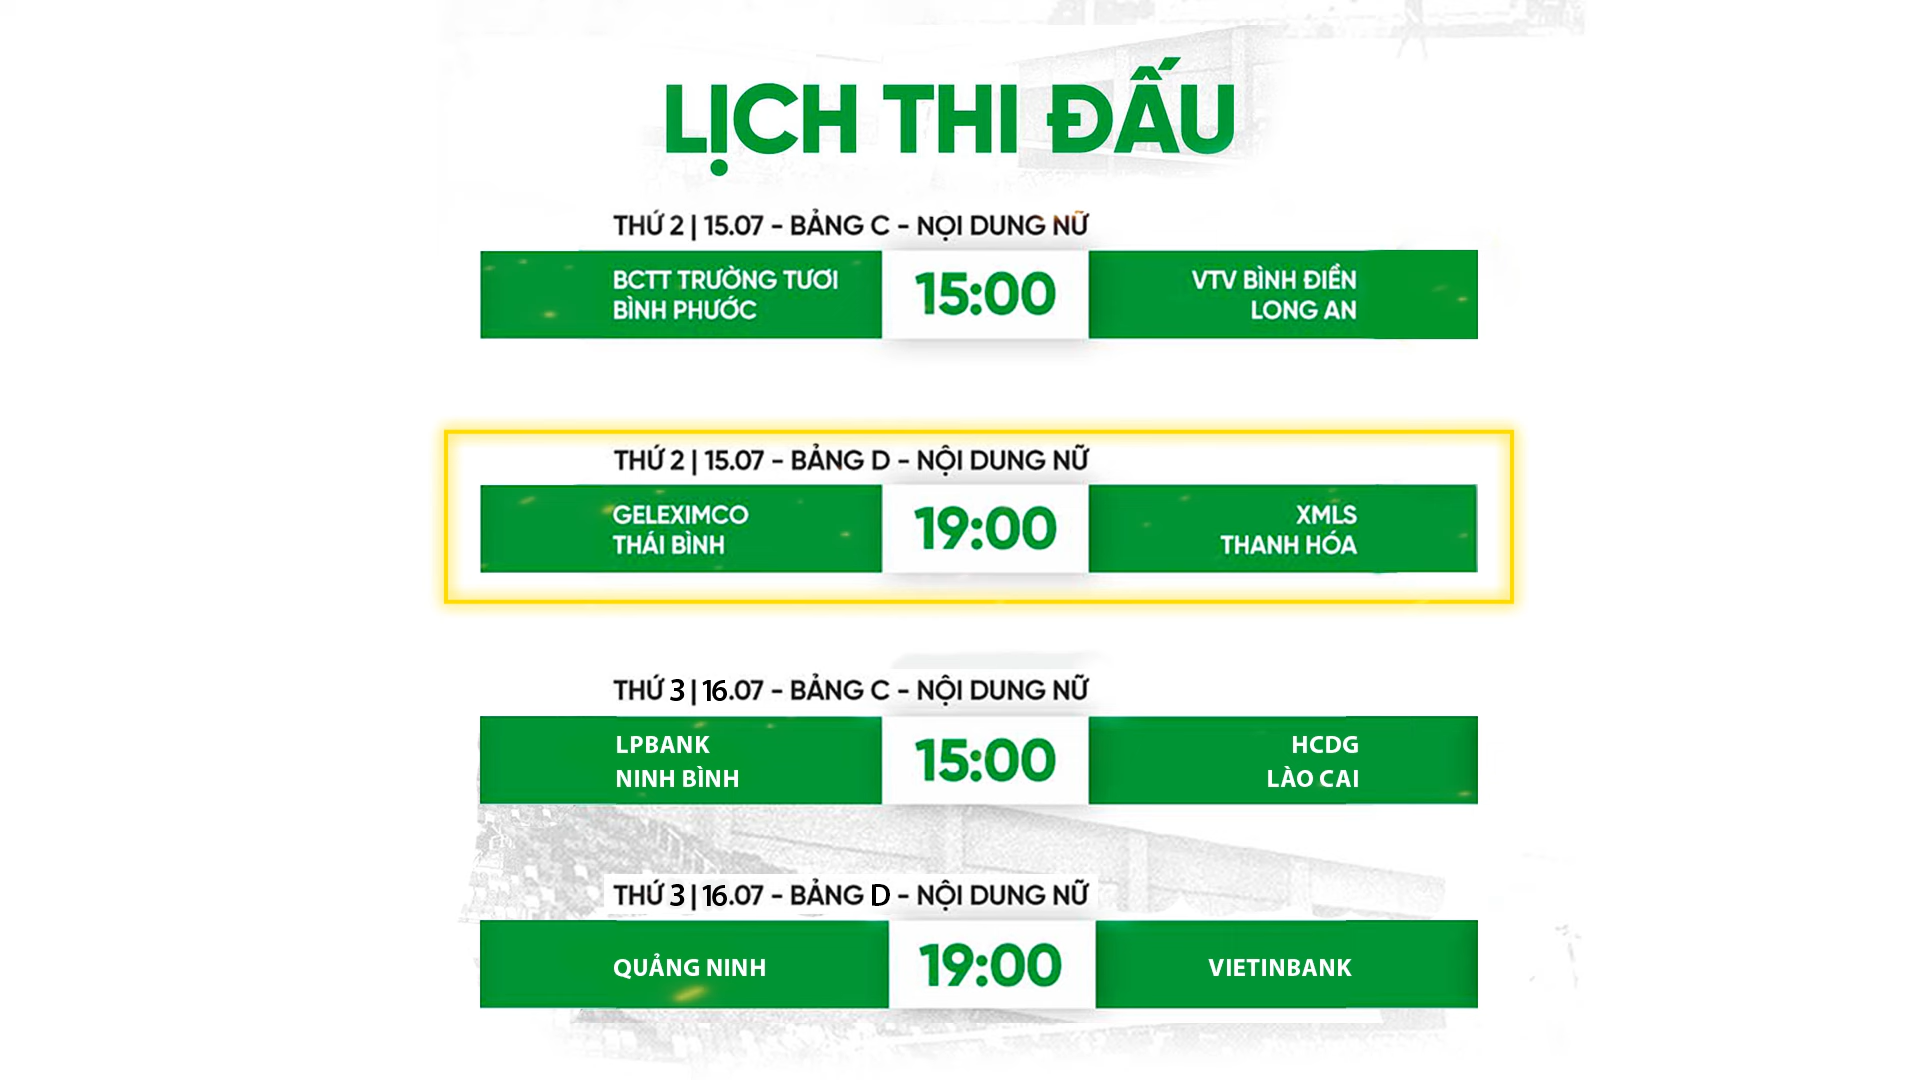 LỊCH THI ĐẤU
THỨ 2 | 15.07 - BẢNG C - NỌI DUNG NỮ
BCTT TRƯỜNG TƯƠI
BÌNH PHƯỚC
15:00
VTV BÌNH ĐIỀN
LONG AN
THỨ 2 | 15.07 - BẢNG D - NỘI DUNG NỮ
GELEXIMCO
THÁI BÌNH
19:00
XMLS
THANH HÓA
THỨ 3 | 16.07 - BẢNG C - NỘI DUNG NỮ
LPBANK
NINH BÌNH
15:00
HCDG
LÀO CAI
THỨ 3 | 16.07 - BẢNG D - NỘI DUNG NỮ
QUẢNG NINH
19:00
VIETINBANK